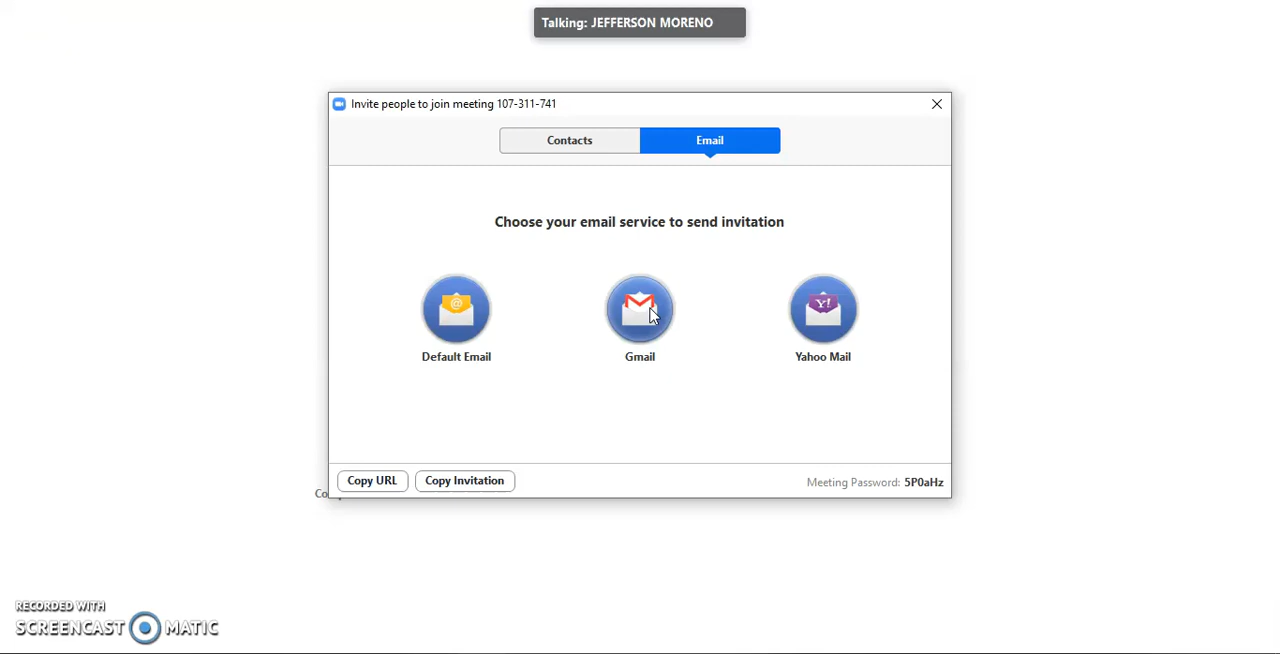 Talking: JEFFERSON MORENO
Invite people to join meeting 107-311-741
Contacts
Email
Choose your email service to send invitation
@
Y!
Default Email
Gmail
Yahoo Mail
Copy URL
Copy Invitation
Meeting Password: 5P0aHz
RECORDED WITH
SCREENCAST MATIC